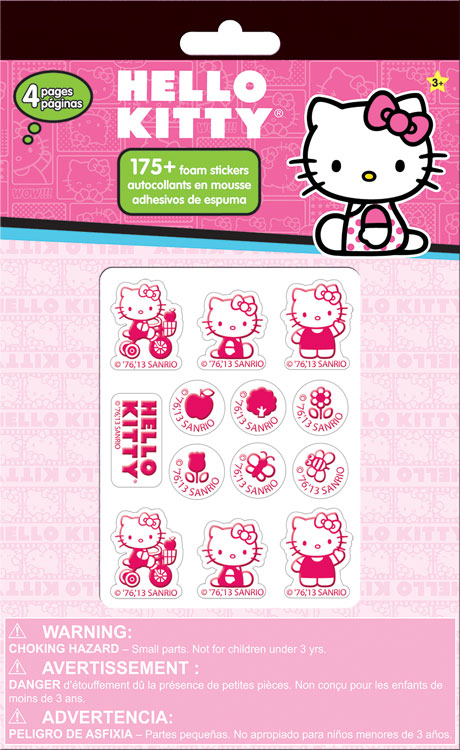 4 pages
páginas
HELLO
KITTY®
3+
175+ foam stickers
autocollants en mousse
adhesivos de espuma
©'76,'13 SANRIO
©'76,'13 SANRIO
©'76,'13 SANRIO
HELLO
KITTY®
©'76,'13 SANRIO
©'76,'13 SANRIO
©'76,'13 SANRIO
©'76,'13 SANRIO
©'76,'13 SANRIO
©'76,'13 SANRIO
©'76,'13 SANRIO
©'76,'13 SANRIO
©'76,'13 SANRIO
©'76,'13 SANRIO
⚠ WARNING:
CHOKING HAZARD – Small parts. Not for children under 3 yrs.
⚠ AVERTISSEMENT :
DANGER d'étouffement dû la présence de petites pièces. Non conçu pour les enfants de
moins de 3 ans.
⚠ ADVERTENCIA:
PELIGRO DE ASFIXIA – Partes pequeñas. No apropiado para niños menores de 3 años.